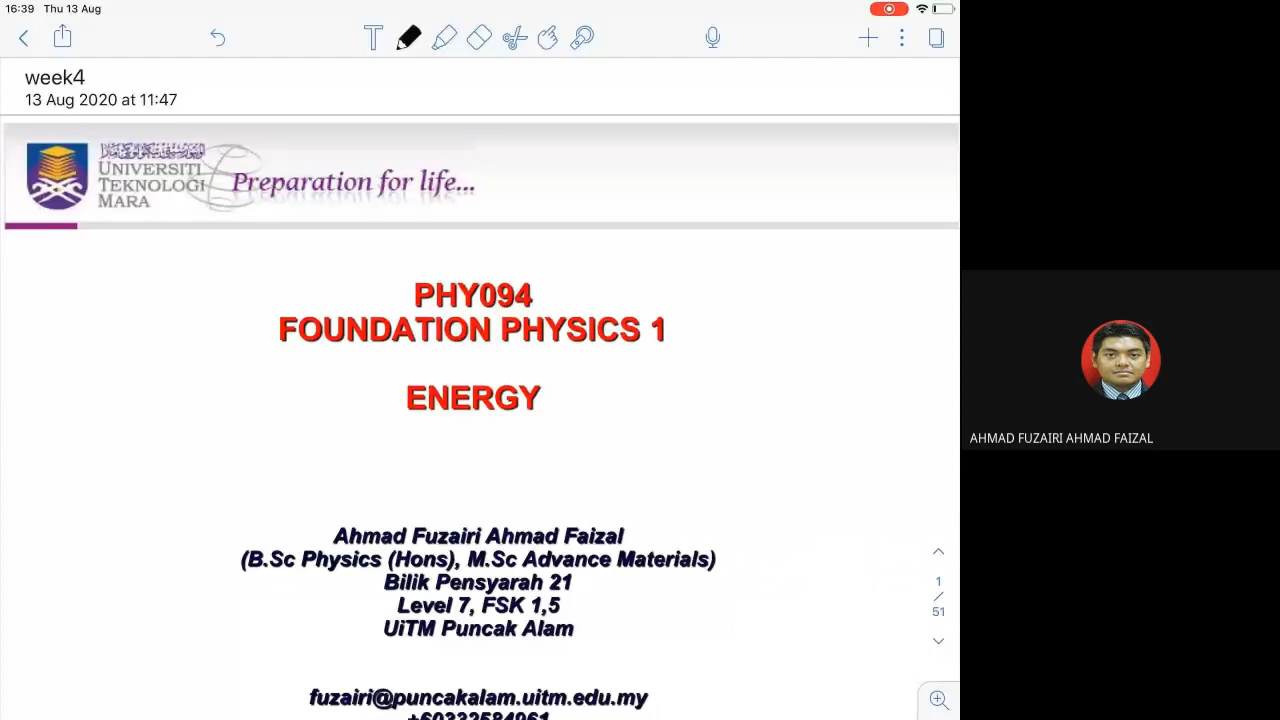 16:39 Thu 13 Aug
week4
13 Aug 2020 at 11:47
UNIVERSITI
TEKNOLOGI
MARA
Preparation for life...
PHY094
FOUNDATION PHYSICS 1
ENERGY
Ahmad Fuzairi Ahmad Faizal
(B.Sc Physics (Hons), M.Sc Advance Materials)
Bilik Pensyarah 21
Level 7, FSK 1,5
UiTM Puncak Alam
fuzairi@puncakalam.uitm.edu.my
1
/
51
AHMAD FUZAIRI AHMAD FAIZAL